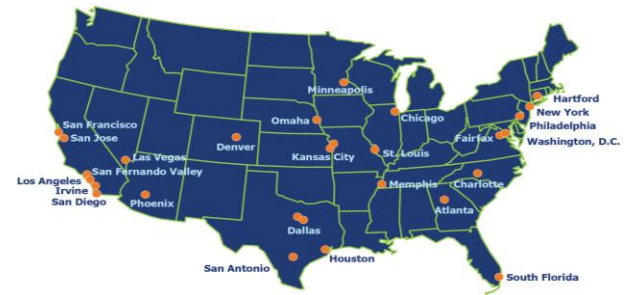 Minneapolis
Hartford
New York
Omaha
Chicago
San Francisco
Philadelphia
San Jose
Denver
Fairfax
Washington, D.C.
Kansas City
St. Louis
Las Vegas
San Fernando Valley
Los Angeles
Irvine
Memphis
Charlotte
San Diego
Phoenix
Atlanta
Dallas
Houston
San Antonio
South Florida